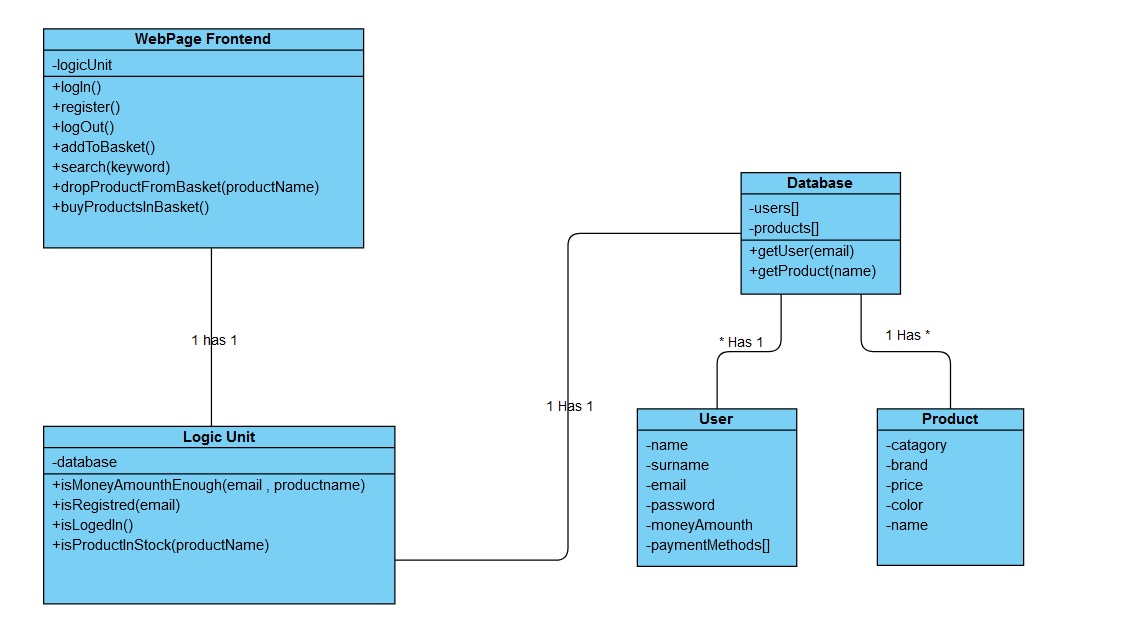 WebPage Frontend
-logicUnit
+logIn()
+register()
+logOut()
+addToBasket()
+search(keyword)
+dropProductFromBasket(productName)
+buyProductsInBasket()
1 has 1
Logic Unit
-database
+isMoneyAmounthEnough(email , productname)
+isRegistred(email)
+isLogedIn()
+isProductInStock(productName)
1 Has 1
Database
-users[]
-products[]
+getUser(email)
+getProduct(name)
* Has 1
1 Has *
User
-name
-surname
-email
-password
-moneyAmounth
-paymentMethods[]
Product
-catagory
-brand
-price
-color
-name